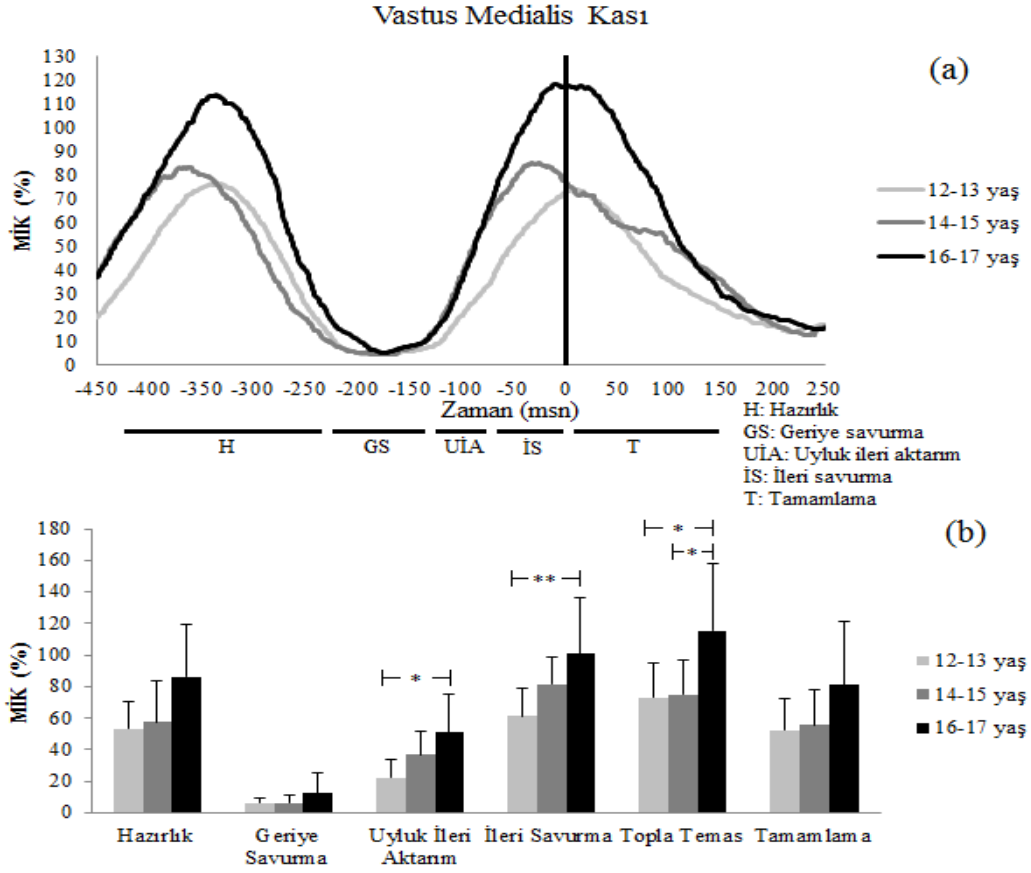 Vastus Medialis Kası
(a)
130
120
110
100
90
80
70
60
50
40
30
20
10
0
MİK (%)
12-13 yaş
14-15 yaş
16-17 yaş
-450 -400 -350 -300 -250 -200 -150 -100 -50 0 50 100 150 200 250
Zaman (msn)
H GS UİA İS T
H: Hazırlık
GS: Geriye savurma
UİA: Uyluk ileri aktarım
İS: İleri savurma
T: Tamamlama
(b)
180
160
140
120
100
80
60
40
20
0
MİK (%)
*
**
*
*
12-13 yaş
14-15 yaş
16-17 yaş
Hazırlık Geriye Uyluk İleri İleri Savurma Topla Temas Tamamlama
Savurma Aktarım